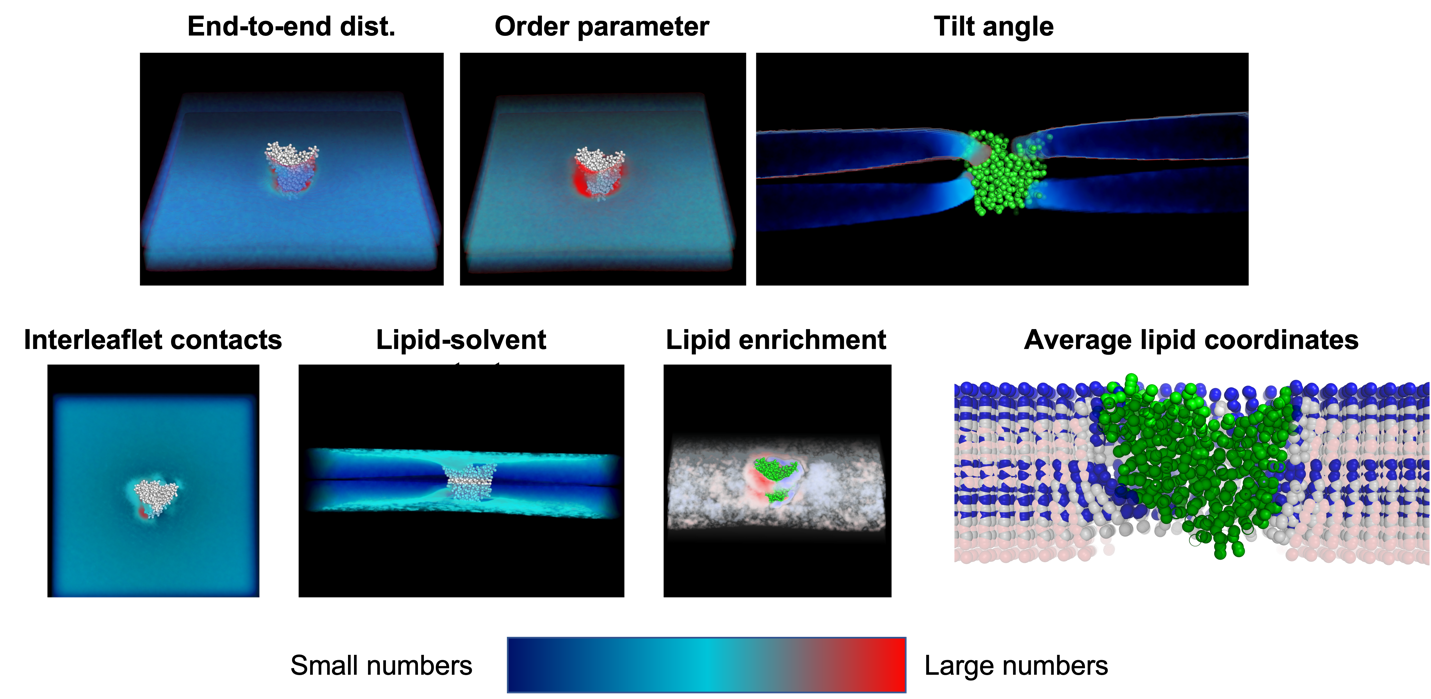 End-to-end dist.
Order parameter
Tilt angle
Interleaflet contacts
Lipid-solvent
Lipid enrichment
Average lipid coordinates
Small numbers
Large numbers